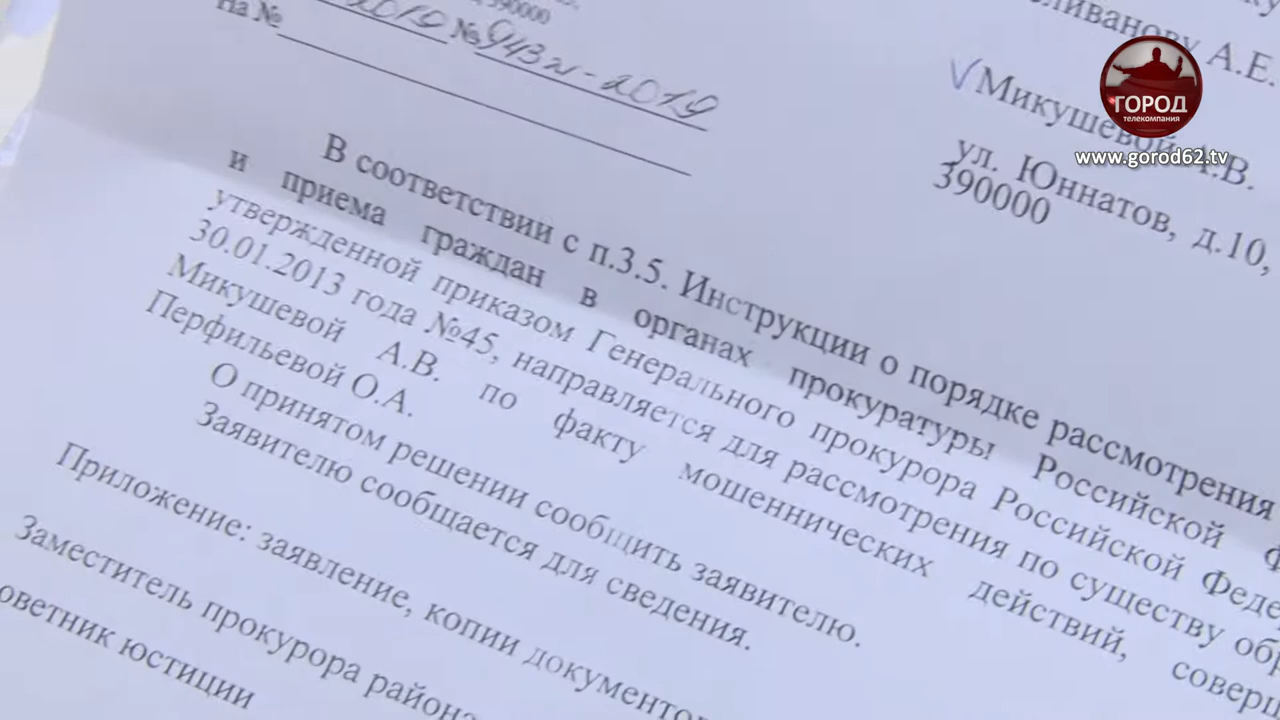 390000
2019 №943ж-2019
На №
А.Е.
Микушевой А.В.
ул. Юннатов, д.10,
390000
ГОРОД
телекомпания
www.gorod62.tv
В соответствии с п.3.5. Инструкции о порядке рассмотрения
и приема граждан в органах прокуратуры Российской
утвержденной приказом Генерального прокурора Российской
30.01.2013 года №45, направляется для рассмотрения по существу
Микушевой А.В. по факту мошеннических действий,
Перфильевой О.А.
О принятом решении сообщить заявителю.
Заявителю сообщается для сведения.
Приложение: заявление, копии
Заместитель прокурора района
юстиции